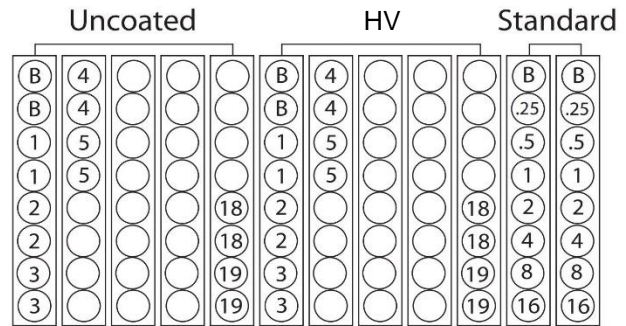 Uncoated HV Standard
B 4 B 4 B B
B 4 B 4 .25 .25
1 5 1 5 .5 .5
1 5 1 5 1 1
2 18 2 18 2 2
2 18 2 18 4 4
3 19 3 19 8 8
3 19 3 19 16 16